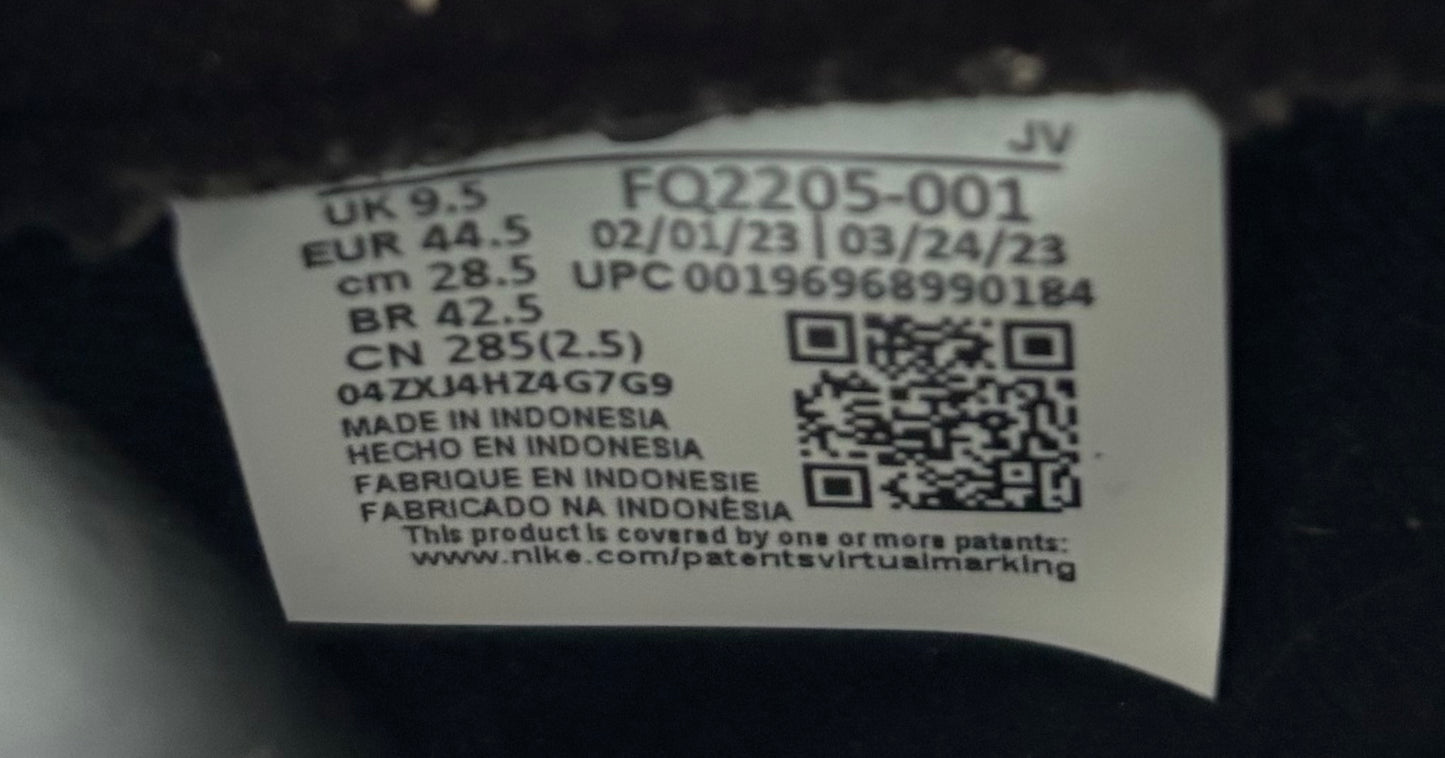 JV
UK 9.5
EUR 44.5
cm 28.5
BR 42.5
CN 285(2.5)
FQ2205-001
02/01/23 | 03/24/23
UPC 00196968990184
04ZXJ4HZ4G7G9
MADE IN INDONESIA
HECHO EN INDONESIA
FABRIQUE EN INDONESIE
FABRICADO NA INDONÉSIA
This product is covered by one or more patents:
www.nike.com/patentsvirtualmarking